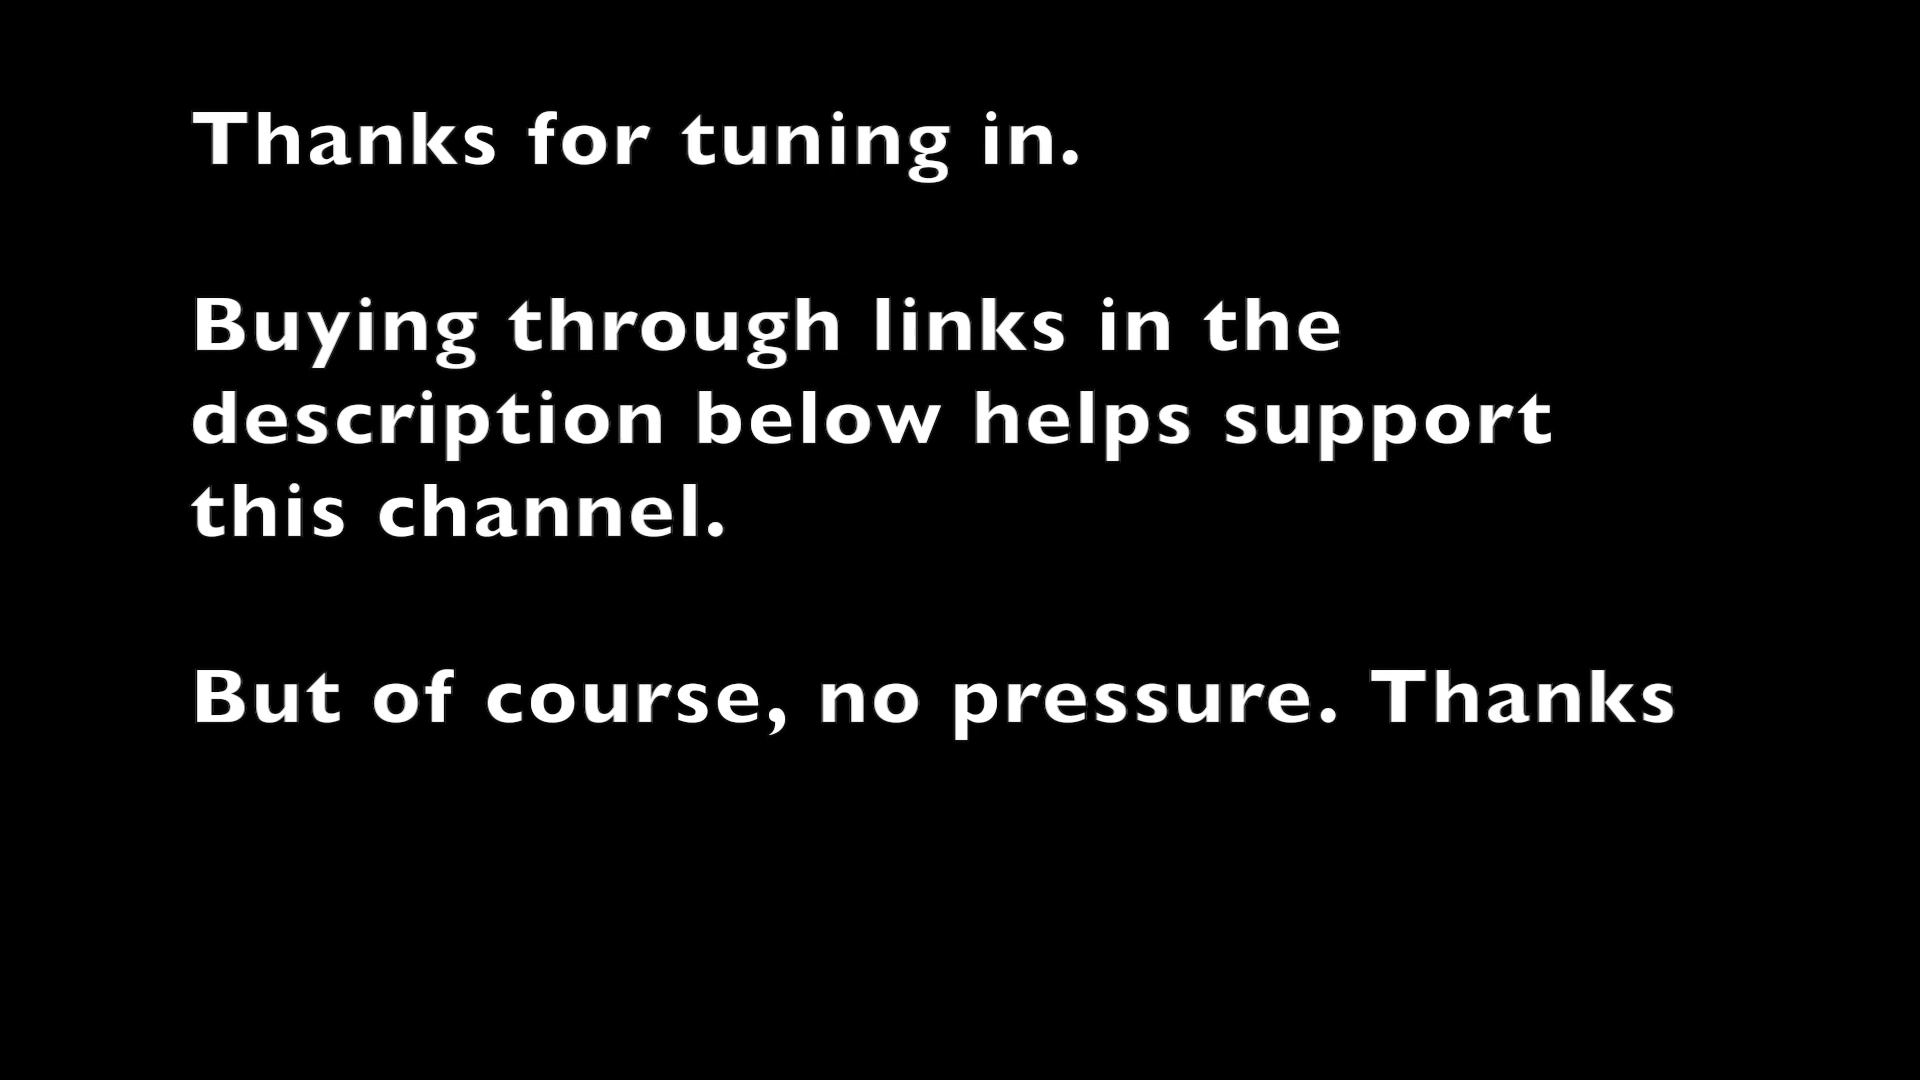 Thanks for tuning in.
Buying through links in the
description below helps support
this channel.
But of course, no pressure. Thanks